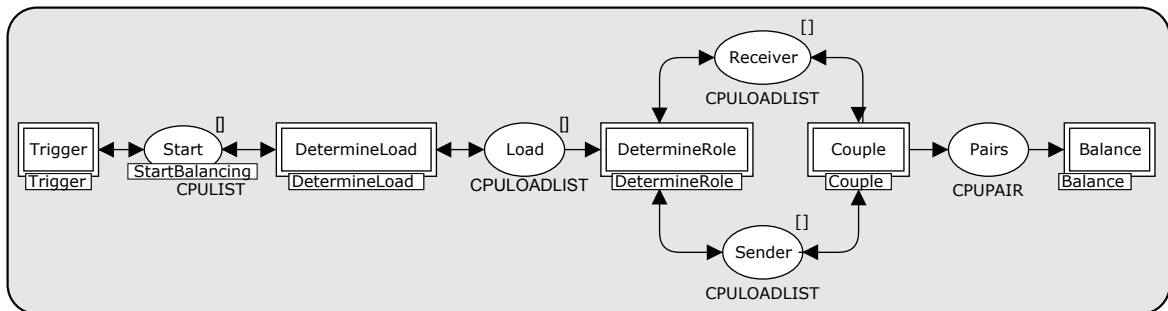 []
Receiver
CPULOADLIST
[]
[]
Trigger
Start
DetermineLoad
Load
DetermineRole
Couple
Pairs
Balance
Trigger
StartBalancing
DetermineLoad
DetermineRole
Couple
Balance
CPULIST
CPULOADLIST
CPUPAIR
[]
Sender
CPULOADLIST